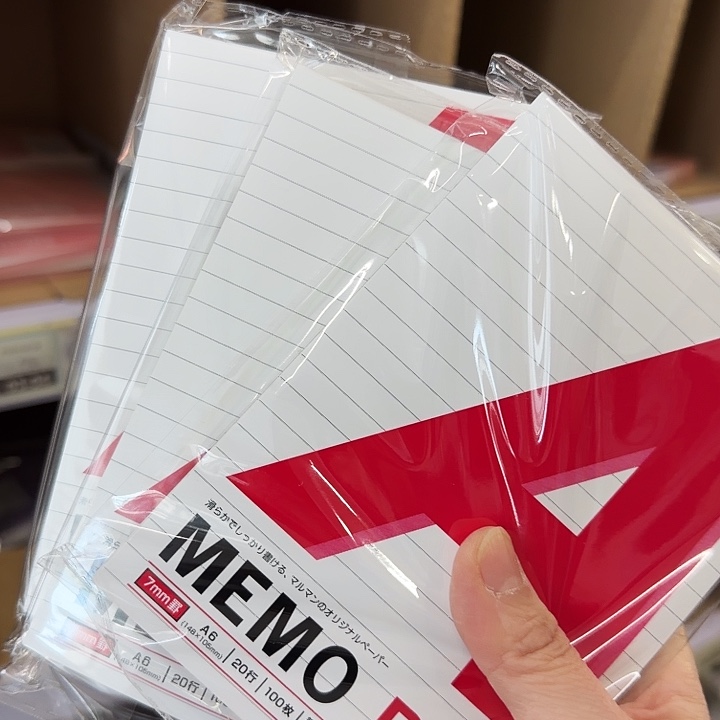 滑らかでしっかり書ける、マルマンのオリジナルペーパー
MEMO
7mm罫
A6
(148×105mm)
20行
100枚
A6
20行